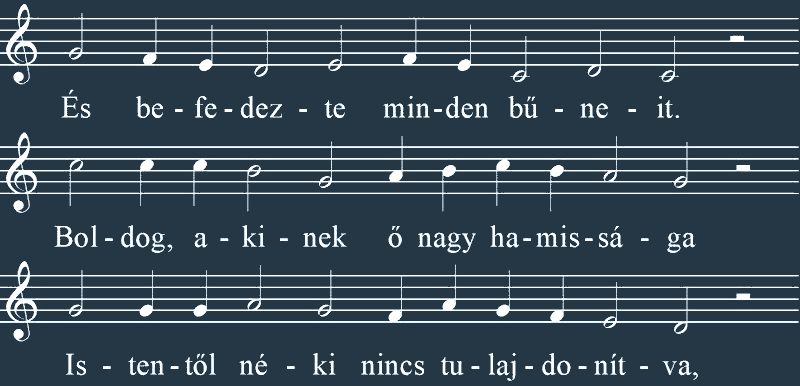 És be - fe - dez - te min - den bű - ne - it.
Bol - dog, a - ki - nek ő nagy ha - mis - sá - ga
Is - ten - től né - ki nincs tu - laj - do - nít - va,